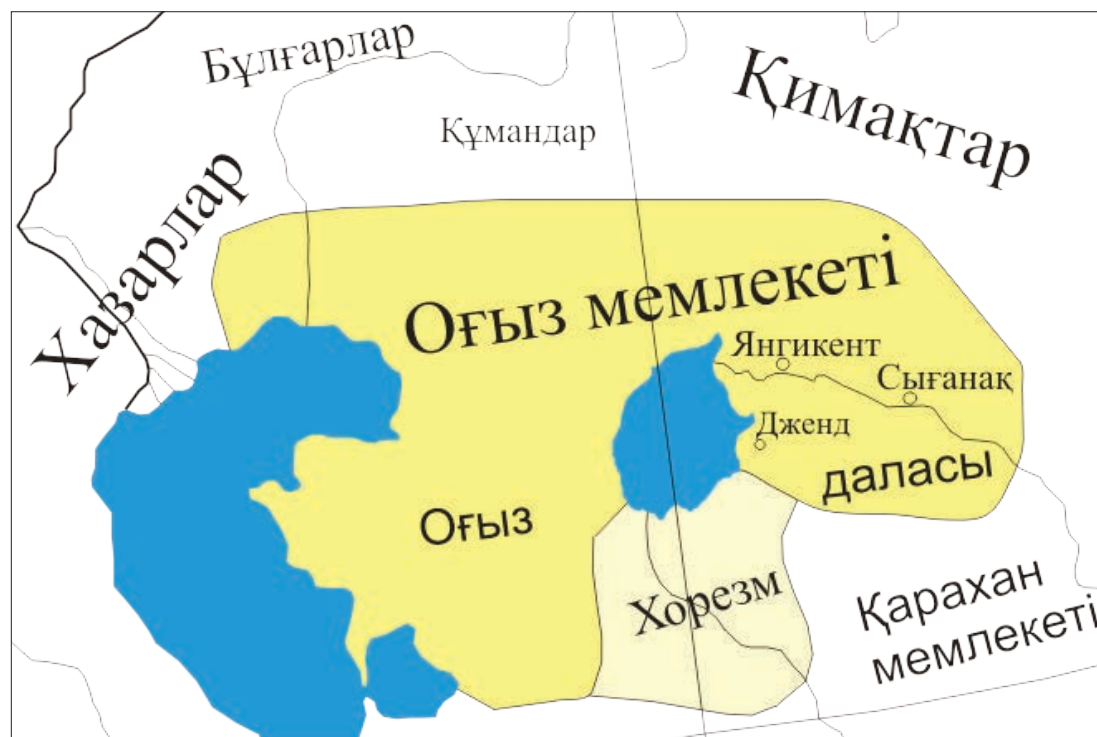 Бұлғарлар
Қимақтар
Құмандар
Хазарлар
Оғыз мемлекеті
Янгикент
Сығанақ
Дженд
даласы
Оғыз
Хорезм
Қарахан
мемлекеті